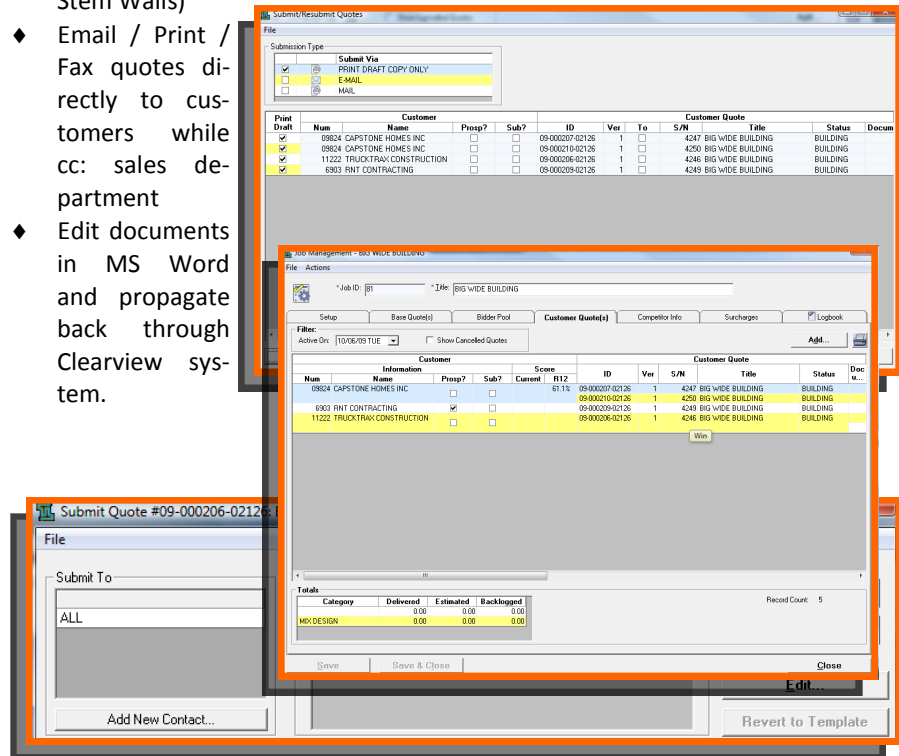 Stem Walls)
♦ Email / Print /
Fax quotes di-
rectly to cus-
tomers while
cc: sales de-
partment
♦ Edit documents
in MS Word
and propagate
back through
Clearview sys-
tem.
Submit/Resubmit Quotes
File
Submission Type
Submit Via
PRINT DRAFT COPY ONLY
E-MAIL
MAIL
Print Customer Customer Quote
Draft Num Name Prosp? Sub? ID Ver To S/N Title Status Docum
09824 CAPSTONE HOMES INC 09-000207-02126 1 4247 BIG WIDE BUILDING BUILDING
09824 CAPSTONE HOMES INC 09-000210-02126 1 4250 BIG WIDE BUILDING BUILDING
11222 TRUCKTRAX CONSTRUCTION 09-000206-02126 1 4246 BIG WIDE BUILDING BUILDING
6903 RNT CONTRACTING 09-000209-02126 1 4249 BIG WIDE BUILDING BUILDING
Job Management - BIG WIDE BUILDING
File Actions
*Job ID: 81 *Title: BIG WIDE BUILDING
Setup Base Quote(s) Bidder Pool Customer Quote(s) Competitor Info Surcharges Logbook
Filter:
Active On: 10/06/09 TUE Show Cancelled Quotes Add...
Customer Customer Quote
Information Score ID Ver S/N Title Status Doc
Num Name Prosp? Sub? Current R12 u...
09824 CAPSTONE HOMES INC 61.1% 09-000207-02126 1 4247 BIG WIDE BUILDING BUILDING
09-000210-02126 1 4250 BIG WIDE BUILDING BUILDING
6903 RNT CONTRACTING 09-000209-02126 1 4249 BIG WIDE BUILDING BUILDING
11222 TRUCKTRAX CONSTRUCTION 09-000206-02126 1 4246 BIG WIDE BUILDING BUILDING
Win
Totals
Category Delivered Estimated Backlogged Record Count: 5
0.00 0.00 0.00
MIX DESIGN 0.00 0.00 0.00
Save Save & Close Close
Submit Quote #09-000206-02126:
File
Submit To
ALL
Add New Contact...
Edit...
Revert to Template